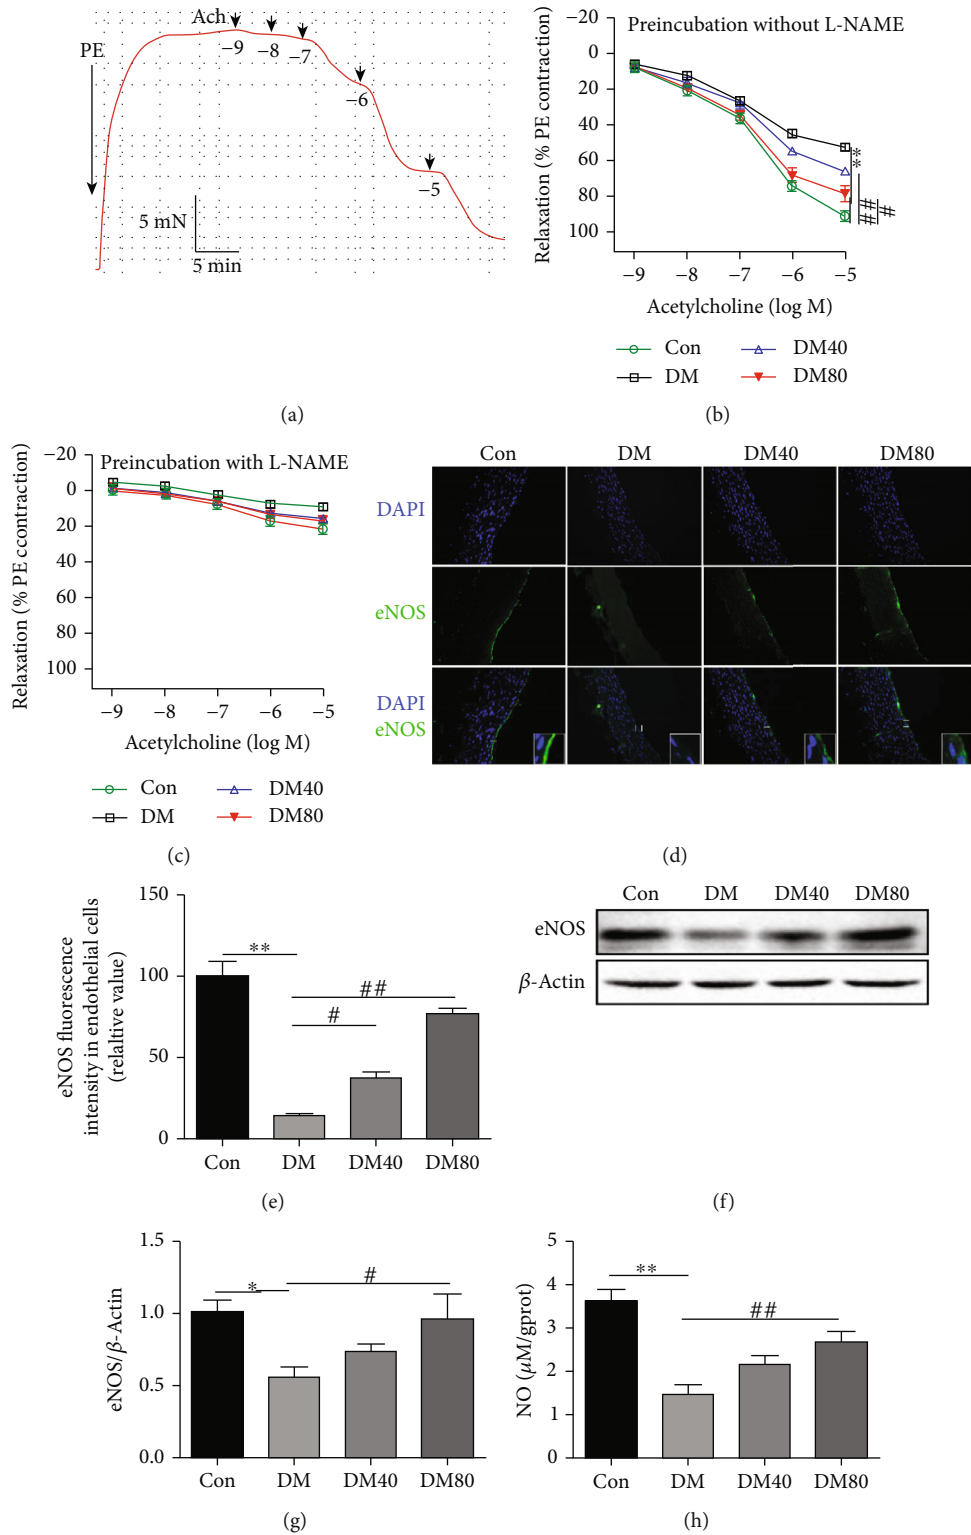 Ach
PE
−9
−8
−7
−6
−5
5 mN
5 min
(a)
Preincubation without L-NAME
Relaxation (% PE contraction)
−20
0
20
40
60
80
100
**
##
#
−9 −8 −7 −6 −5
Acetylcholine (log M)
Con DM40
DM DM80
(b)
Preincubation with L-NAME
Relaxation (% PE ccontraction)
−20
0
20
40
60
80
100
−9 −8 −7 −6 −5
Acetylcholine (log M)
Con DM40
DM DM80
(c)
Con DM DM40 DM80
DAPI
eNOS
DAPI
eNOS
(d)
eNOS fluorescence
intensity in endothelial cells
(relaltive value)
150
100
50
0
**
##
#
Con DM DM40 DM80
(e)
Con DM DM40 DM80
eNOS
β-Actin
(f)
eNOS/β-Actin
1.5
1.0
0.5
0.0
*
#
Con DM DM40 DM80
(g)
NO (μM/gprot)
5
4
3
2
1
0
**
##
Con DM DM40 DM80
(h)